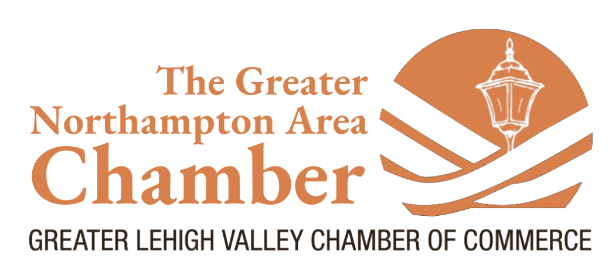 The Greater
Northampton Area
Chamber
GREATER LEHIGH VALLEY CHAMBER OF COMMERCE